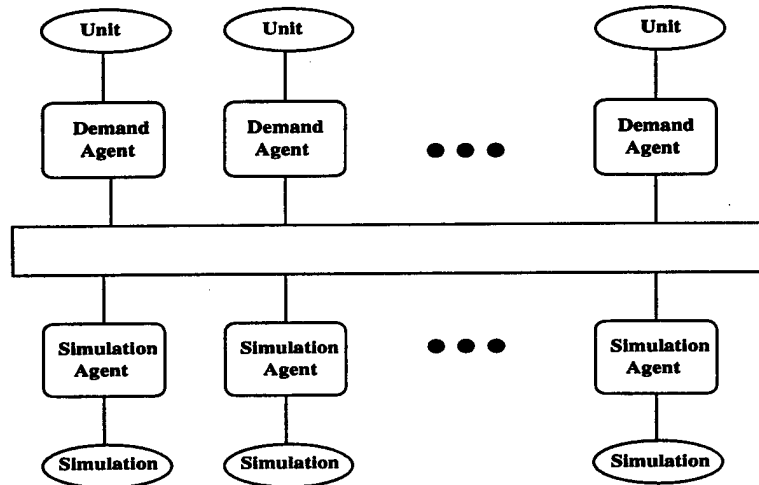 Unit
Unit
Unit
Demand
Agent
Demand
Agent
Demand
Agent
Simulation
Agent
Simulation
Agent
Simulation
Agent
Simulation
Simulation
Simulation